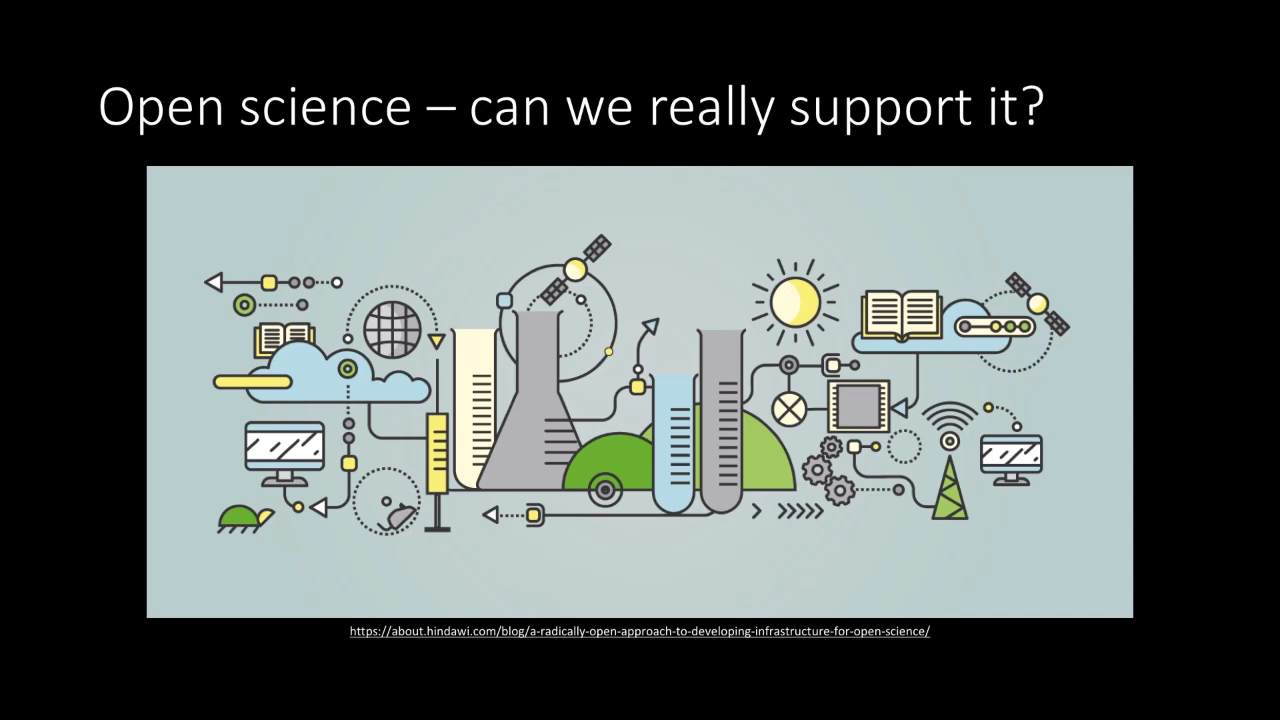 Open science – can we really support it?
https://about.hindawi.com/blog/a-radically-open-approach-to-developing-infrastructure-for-open-science/